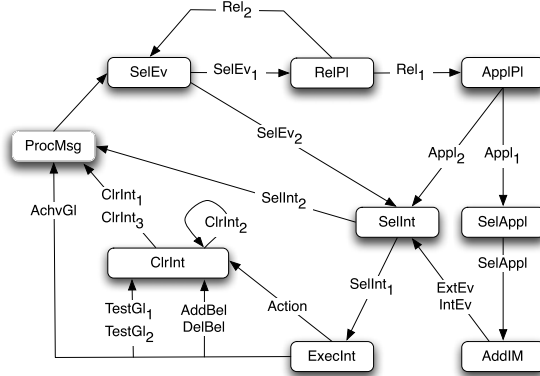 Rel2
SelEv
SelEv1
RelPl
Rel1
ApplPl
SelEv2
ProcMsg
Appl2
Appl1
ClrInt1
ClrInt3
AchvGl
SelInt2
ClrInt2
SelInt
SelAppl
SelAppl
ClrInt
SelInt1
ExtEv
IntEv
TestGl1
TestGl2
AddBel
DelBel
Action
ExecInt
AddIM